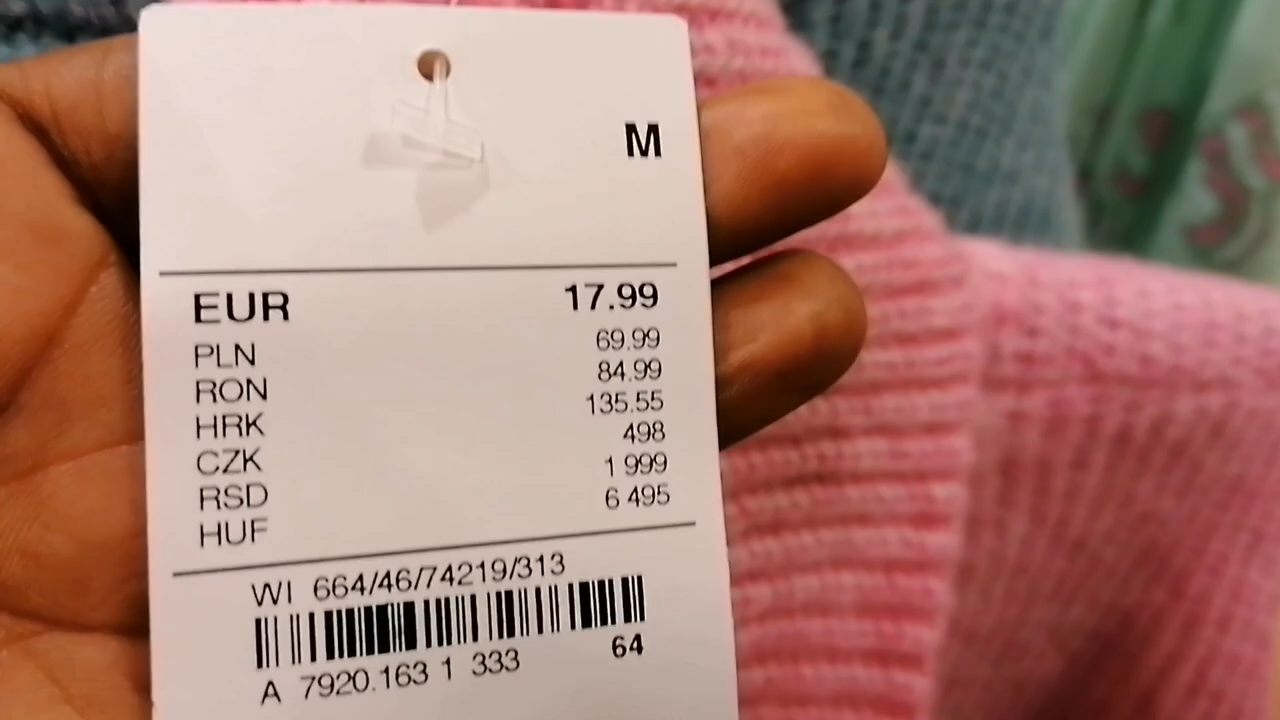 M
EUR 17.99
PLN 69.99
RON 84.99
HRK 135.55
CZK 498
RSD 1 999
HUF 6 495
WI 664/46/74219/313
64
A 7920.163 1 333